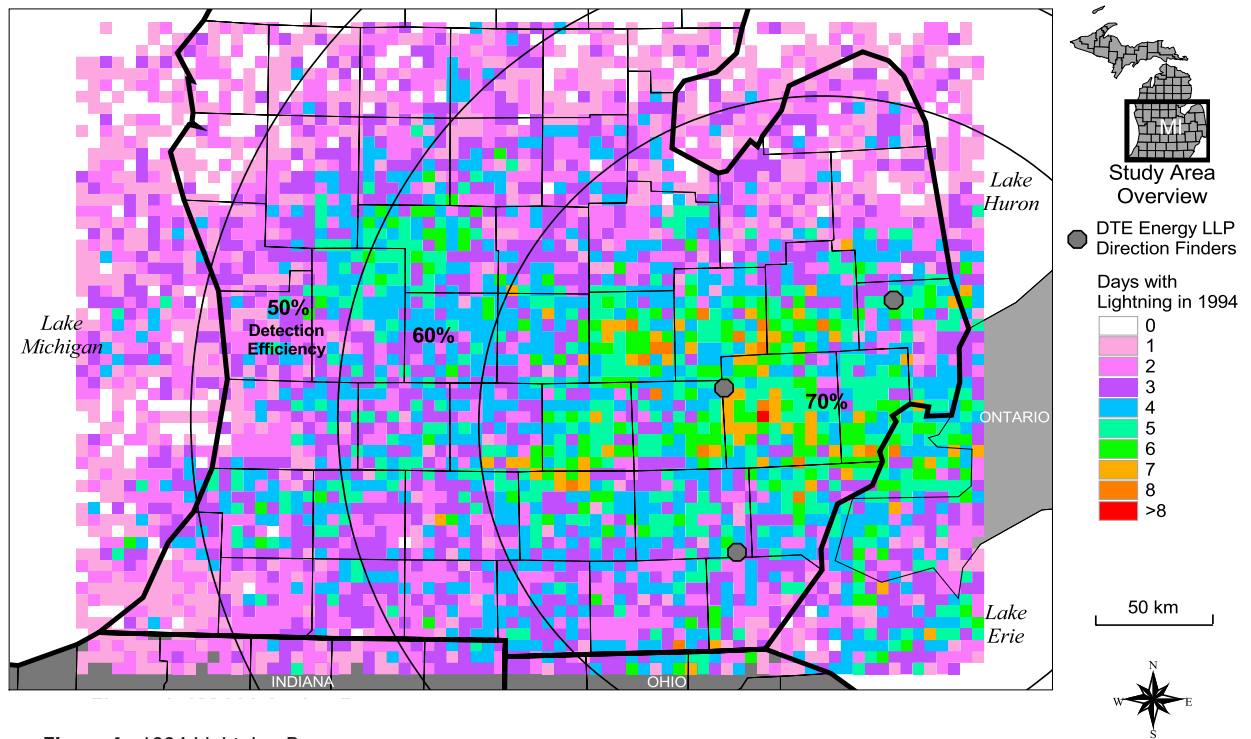 MI
Study Area
Overview
Lake
Huron
DTE Energy LLP
Direction Finders
Days with
Lightning in 1994
0
1
2
3
4
5
6
7
8
>8
50%
Detection
Efficiency
60%
70%
Lake
Michigan
ONTARIO
50 km
Lake
Erie
INDIANA
OHIO
N
W
E
S